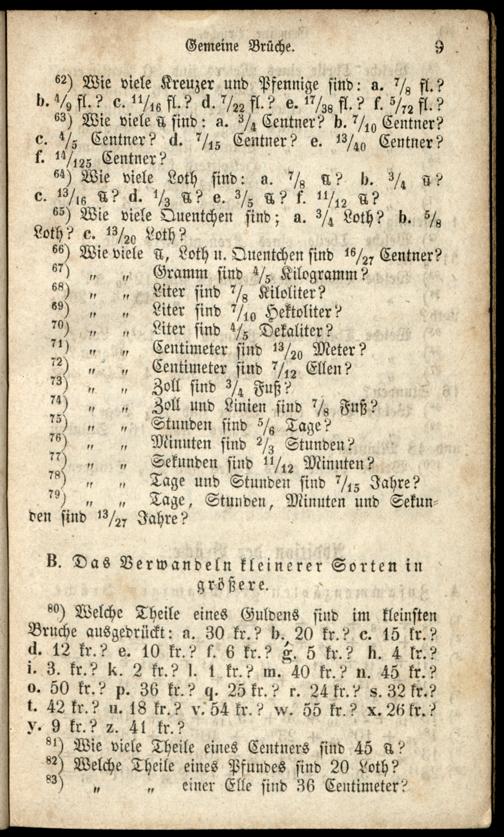 Gemeine Brüche. 9
62) Wie viele Kreuzer und Pfennige sind: a. 7/8 fl.?
b. 4/9 fl.? c. 11/16 fl.? d. 7/22 fl.? e. 17/38 fl.? f. 5/72 fl.?
63) Wie viele ℔ sind: a. 3/4 Centner? b. 7/10 Centner?
c. 4/5 Centner? d. 7/15 Centner? e. 13/40 Centner?
f. 14/125 Centner?
64) Wie viele Loth sind: a. 7/8 ℔? b. 3/4 ℔?
c. 13/16 ℔? d. 1/3 ℔? e. 3/5 ℔? f. 11/12 ℔?
65) Wie viele Quentchen sind; a. 3/4 Loth? b. 5/8
Loth? c. 13/20 Loth?
66) Wie viele ℔, Loth u. Quentchen sind 16/27 Centner?
67) „ „ Gramm sind 4/5 Kilogramm?
68) „ „ Liter sind 7/8 Kiloliter?
69) „ „ Liter sind 7/10 Hektoliter?
70) „ „ Liter sind 4/5 Dekaliter?
71) „ „ Centimeter sind 13/20 Meter?
72) „ „ Centimeter sind 7/12 Ellen?
73) „ „ Zoll sind 3/4 Fuß?
74) „ „ Zoll und Linien sind 7/8 Fuß?
75) „ „ Stunden sind 5/6 Tage?
76) „ „ Minuten sind 2/3 Stunden?
77) „ „ Sekunden sind 11/12 Minuten?
78) „ „ Tage und Stunden sind 7/15 Jahre?
79) „ „ Tage, Stunden, Minuten und Sekun-
den sind 13/27 Jahre?
B. Das Verwandeln kleinerer Sorten in
größere.
80) Welche Theile eines Guldens sind im kleinsten
Bruche ausgedrückt: a. 30 kr.? b. 20 kr.? c. 15 kr.?
d. 12 kr.? e. 10 kr.? f. 6 kr.? g. 5 kr.? h. 4 kr.?
i. 3. kr.? k. 2 kr.? l. 1 kr.? m. 40 kr.? n. 45 kr.?
o. 50 kr.? p. 36 kr.? q. 25 kr.? r. 24 kr.? s. 32 kr.?
t. 42 kr.? u. 18 kr.? v. 54 kr.? w. 55 kr.? x. 26 kr.?
y. 9 kr.? z. 41 kr.?
81) Wie viele Theile eines Centners sind 45 ℔?
82) Welche Theile eines Pfundes sind 20 Loth?
83) „ „ einer Elle sind 36 Centimeter?